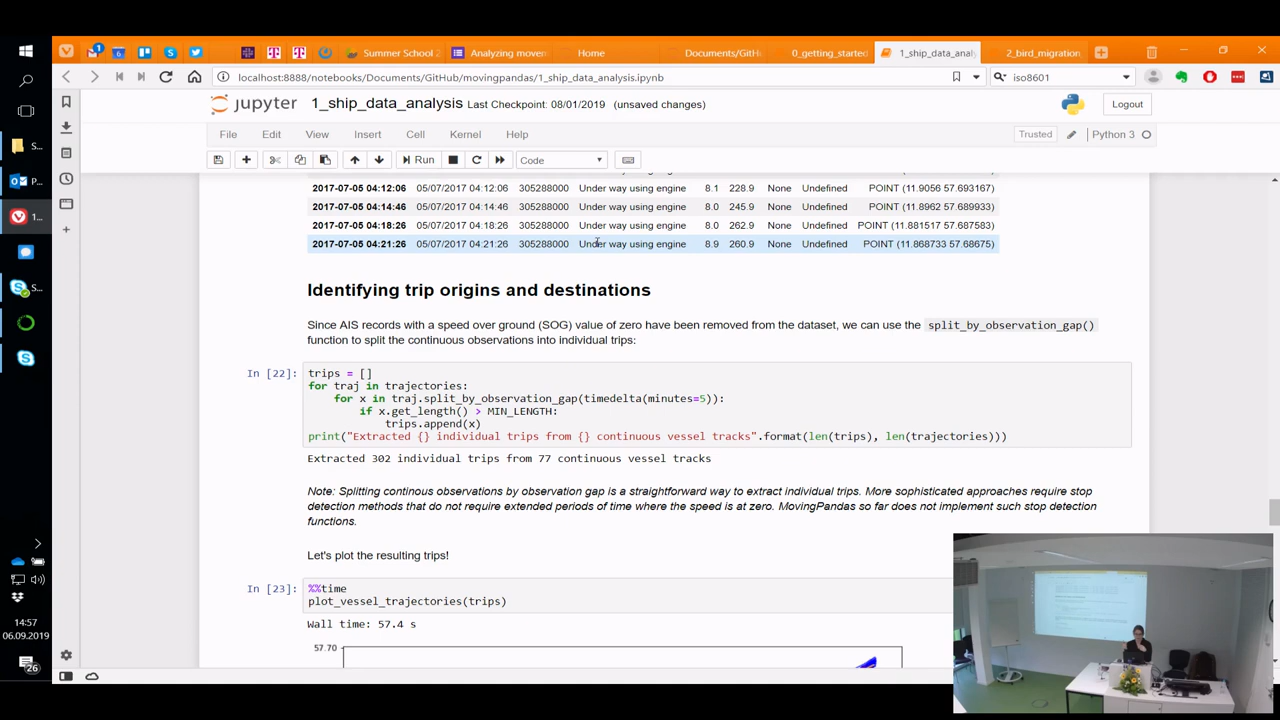 1
6
Summer School 2
Analyzing movem
Home
Documents/GitHu
0_getting_started
1_ship_data_analy
2_bird_migration_
localhost:8888/notebooks/Documents/GitHub/movingpandas/1_ship_data_analysis.ipynb
iso8601
jupyter 1_ship_data_analysis Last Checkpoint: 08/01/2019 (unsaved changes)
Logout
File Edit View Insert Cell Kernel Help
Trusted
Python 3
Run
Code
2017-07-05 04:12:06 05/07/2017 04:12:06 305288000 Under way using engine 8.1 228.9 None Undefined POINT (11.9056 57.693167)
2017-07-05 04:14:46 05/07/2017 04:14:46 305288000 Under way using engine 8.0 245.9 None Undefined POINT (11.8962 57.689933)
2017-07-05 04:18:26 05/07/2017 04:18:26 305288000 Under way using engine 8.0 262.9 None Undefined POINT (11.881517 57.687583)
2017-07-05 04:21:26 05/07/2017 04:21:26 305288000 Under way using engine 8.9 260.9 None Undefined POINT (11.868733 57.68675)
Identifying trip origins and destinations
Since AIS records with a speed over ground (SOG) value of zero have been removed from the dataset, we can use the split_by_observation_gap()
function to split the continuous observations into individual trips:
In [22]:
trips = []
for traj in trajectories:
for x in traj.split_by_observation_gap(timedelta(minutes=5)):
if x.get_length() > MIN_LENGTH:
trips.append(x)
print("Extracted {} individual trips from {} continuous vessel tracks".format(len(trips), len(trajectories)))
Extracted 302 individual trips from 77 continuous vessel tracks
Note: Splitting continous observations by observation gap is a straightforward way to extract individual trips. More sophisticated approaches require stop
detection methods that do not require extended periods of time where the speed is at zero. MovingPandas so far does not implement such stop detection
functions.
Let's plot the resulting trips!
In [23]:
%%time
plot_vessel_trajectories(trips)
Wall time: 57.4 s
57.70
S...
P...
1...
S...
14:57
06.09.2019
26